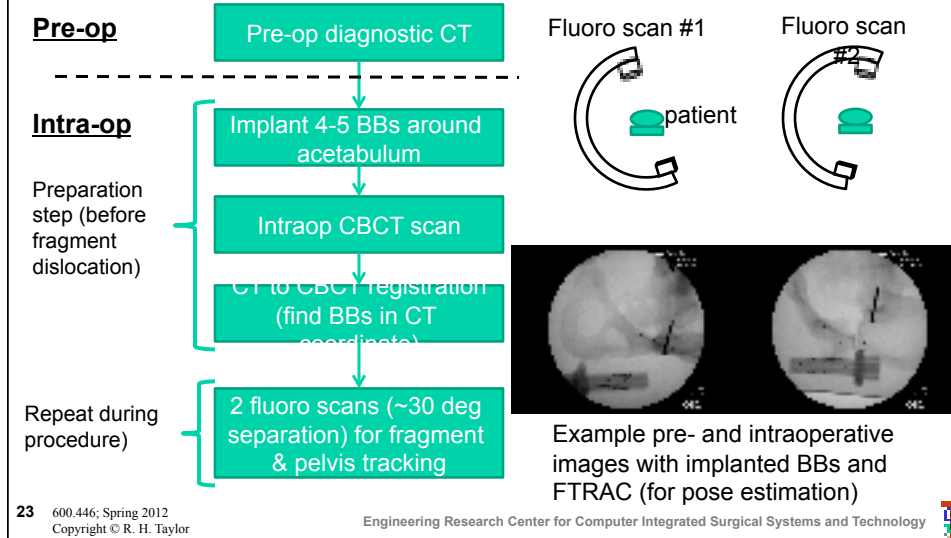 Pre-op
Pre-op diagnostic CT
Intra-op
Preparation
step (before
fragment
dislocation)
Implant 4-5 BBs around
acetabulum
Intraop CBCT scan
CT to CBCT registration
(find BBs in CT
coordinate)
Repeat during
procedure)
2 fluoro scans (~30 deg
separation) for fragment
& pelvis tracking
Fluoro scan #1
patient
Fluoro scan
#2
Example pre- and intraoperative
images with implanted BBs and
FTRAC (for pose estimation)
23
600.446; Spring 2012
Copyright © R. H. Taylor
Engineering Research Center for Computer Integrated Surgical Systems and Technology